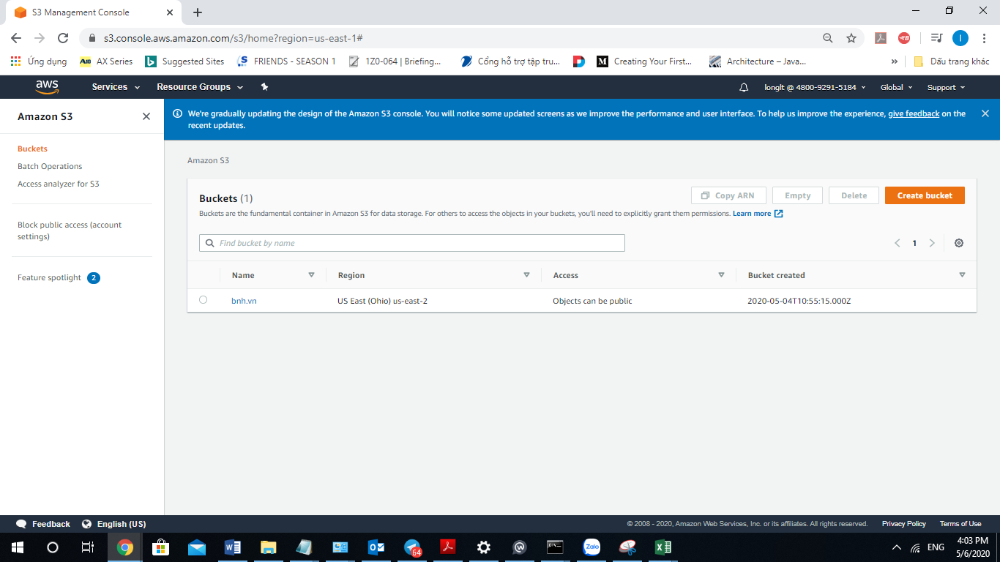 S3 Management Console
s3.console.aws.amazon.com/s3/home?region=us-east-1#
I
Ứng dụng
AX Series
Suggested Sites
FRIENDS - SEASON 1
1Z0-064 | Briefing...
Cổng hỗ trợ tập tru...
Creating Your First...
Architecture – Java...
»
Dấu trang khác
aws
Services
Resource Groups
longlt @ 4800-9291-5184
Global
Support
Amazon S3
We're gradually updating the design of the Amazon S3 console. You will notice some updated screens as we improve the performance and user interface. To help us improve the experience, give feedback on the
recent updates.
Buckets
Batch Operations
Access analyzer for S3
Block public access (account
settings)
Feature spotlight 2
Amazon S3
Buckets (1)
Copy ARN
Empty
Delete
Create bucket
Buckets are the fundamental container in Amazon S3 for data storage. For others to access the objects in your buckets, you'll need to explicitly grant them permissions. Learn more
Find bucket by name
1
Name
Region
Access
Bucket created
bnh.vn
US East (Ohio) us-east-2
Objects can be public
2020-05-04T10:55:15.000Z
Feedback
English (US)
© 2008 - 2020, Amazon Web Services, Inc. or its affiliates. All rights reserved.
Privacy Policy
Terms of Use
64
Zalo
ENG
4:03 PM
5/6/2020